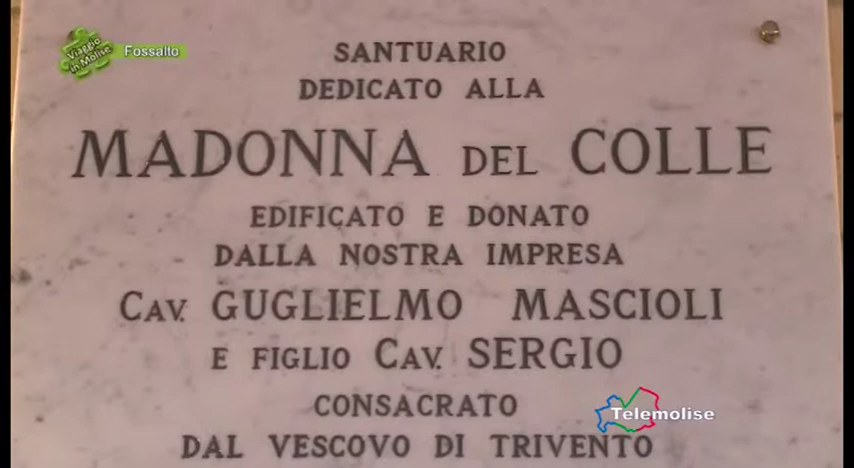 Viaggio
in Molise
Fossalto
SANTUARIO
DEDICATO ALLA
MADONNA DEL COLLE
EDIFICATO E DONATO
DALLA NOSTRA IMPRESA
CAV. GUGLIELMO MASCIOLI
E FIGLIO CAV. SERGIO
CONSACRATO
Telemolise
DAL VESCOVO DI TRIVENTO